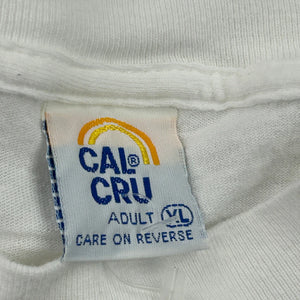 CAL®
CRU
ADULT XL
CARE ON REVERSE